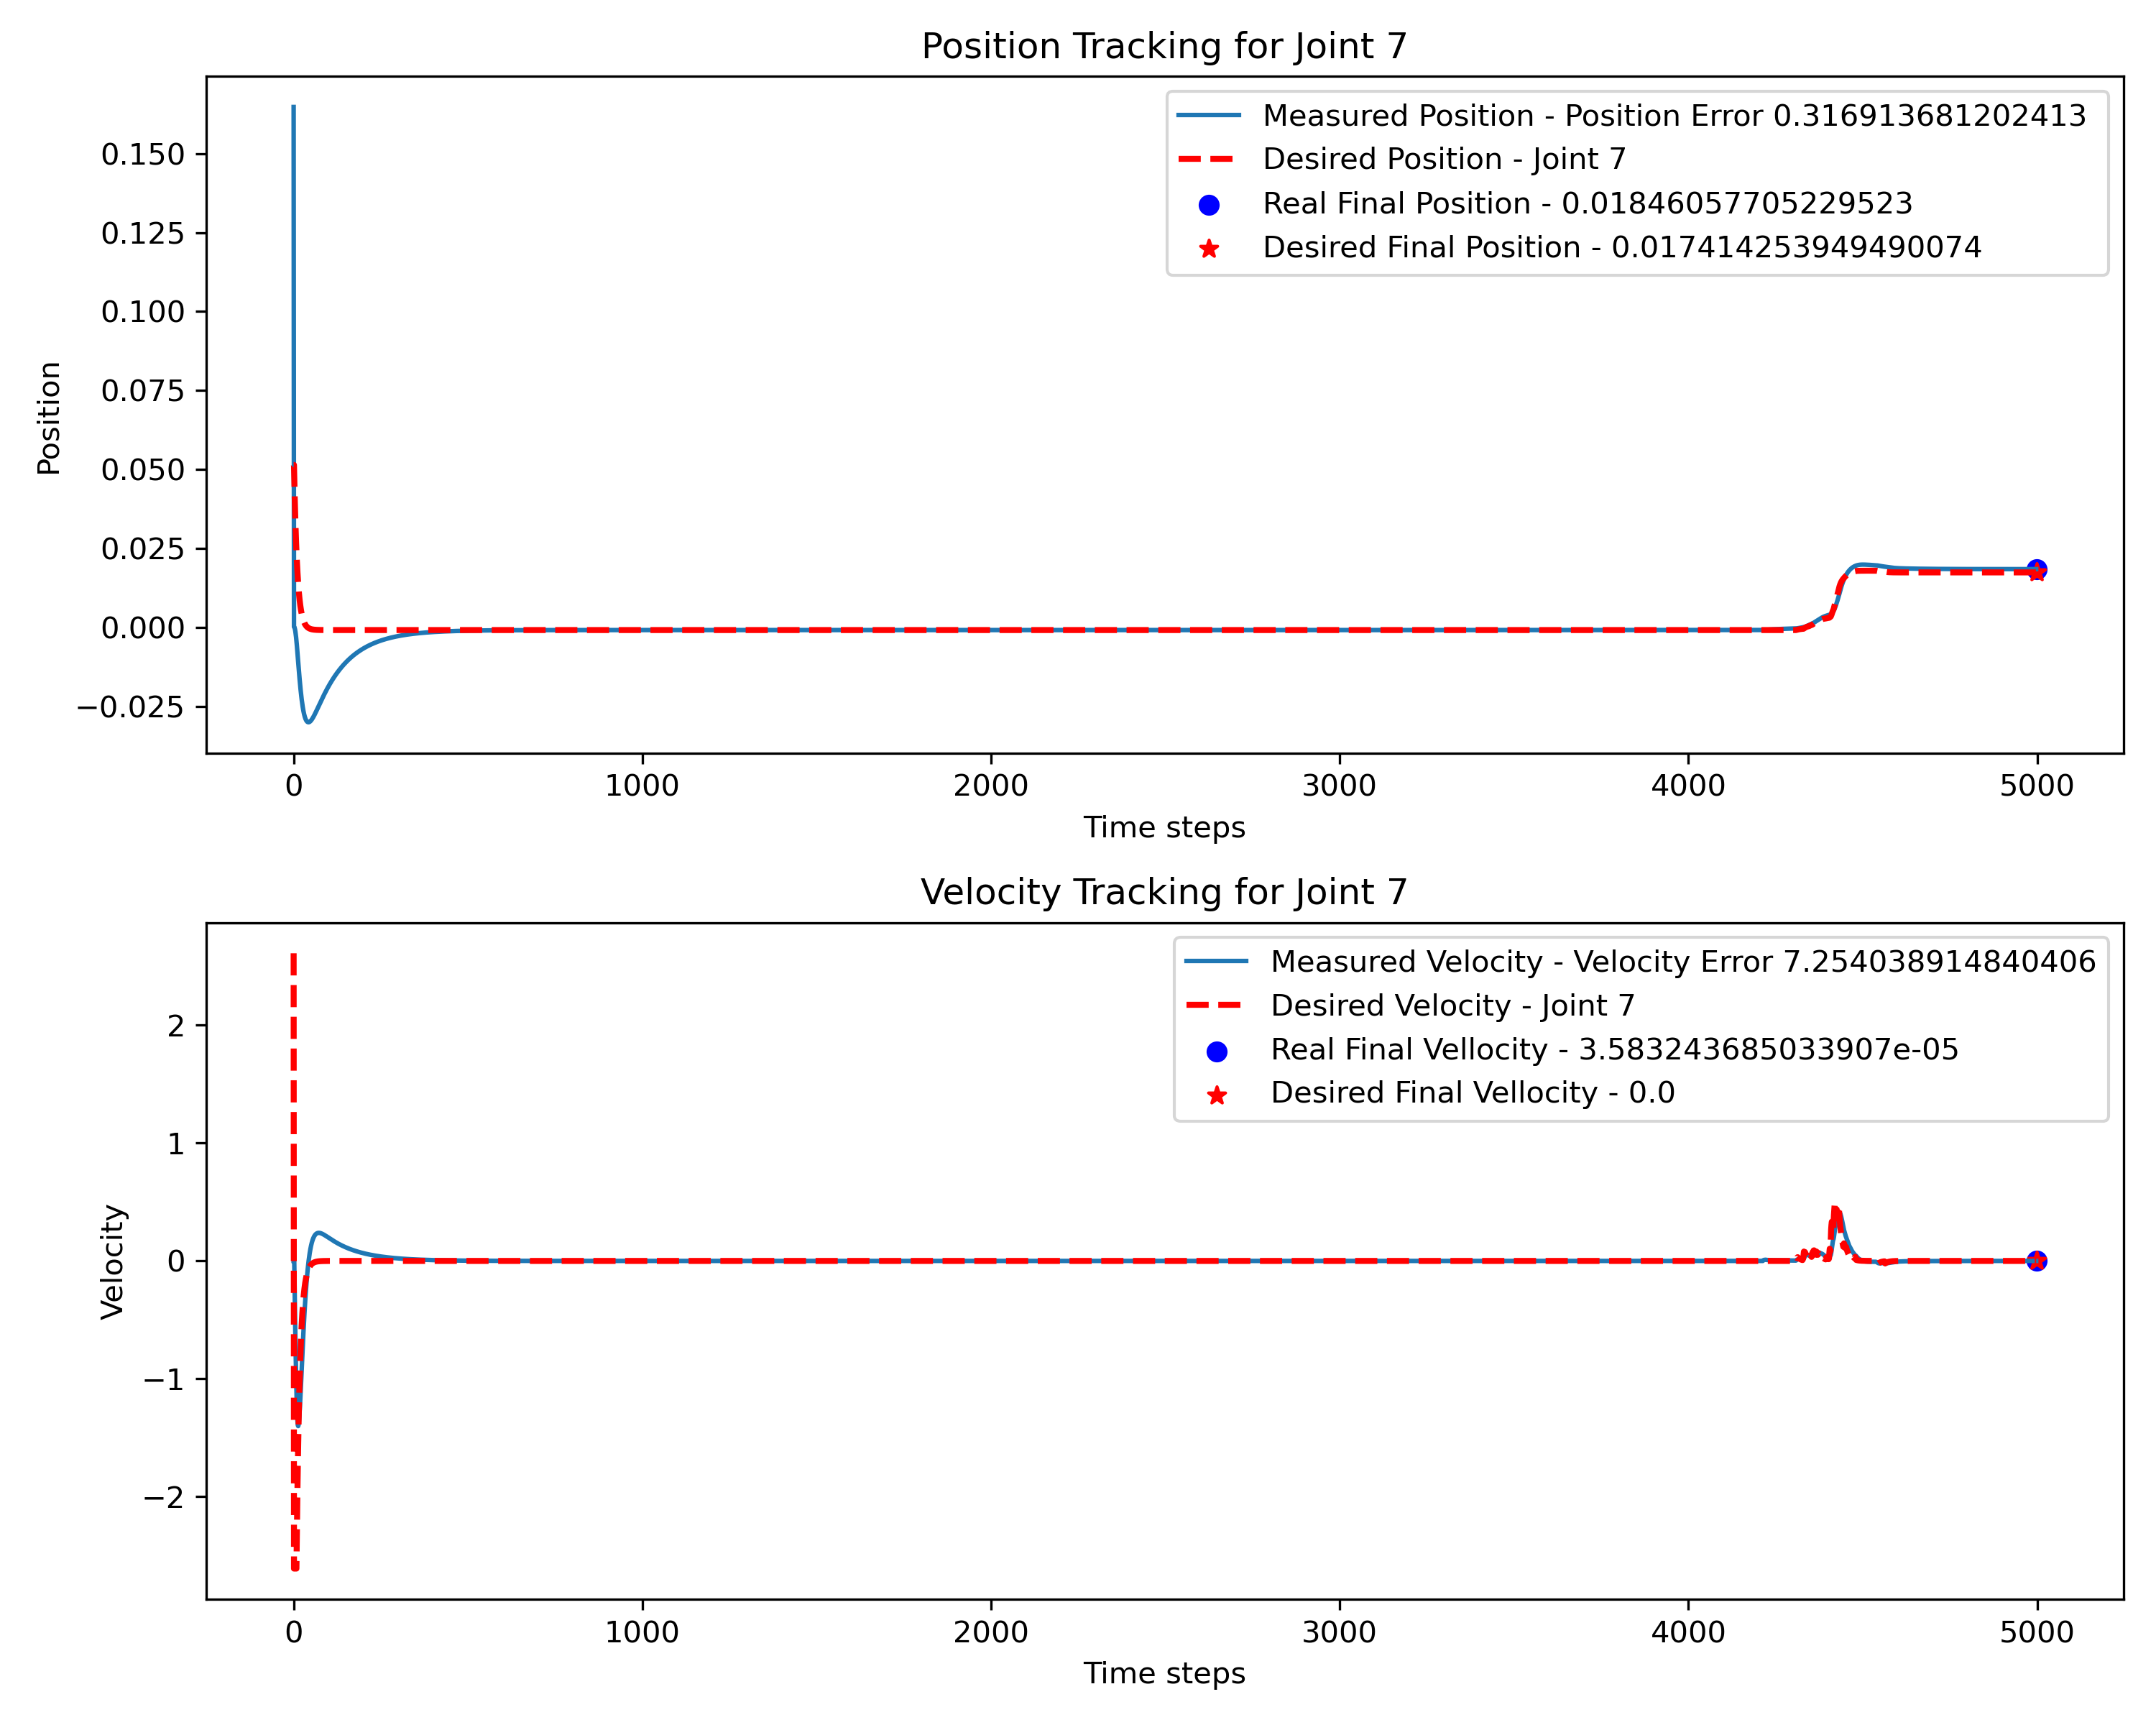 Position Tracking for Joint 7
Measured Position - Position Error 0.316913681202413
Desired Position - Joint 7
Real Final Position - 0.01846057705229523
Desired Final Position - 0.017414253949490074
0.150
0.125
0.100
0.075
0.050
0.025
0.000
−0.025
Position
0 1000 2000 3000 4000 5000
Time steps
Velocity Tracking for Joint 7
Measured Velocity - Velocity Error 7.254038914840406
Desired Velocity - Joint 7
Real Final Vellocity - 3.583243685033907e-05
Desired Final Vellocity - 0.0
2
1
0
−1
−2
Velocity
0 1000 2000 3000 4000 5000
Time steps